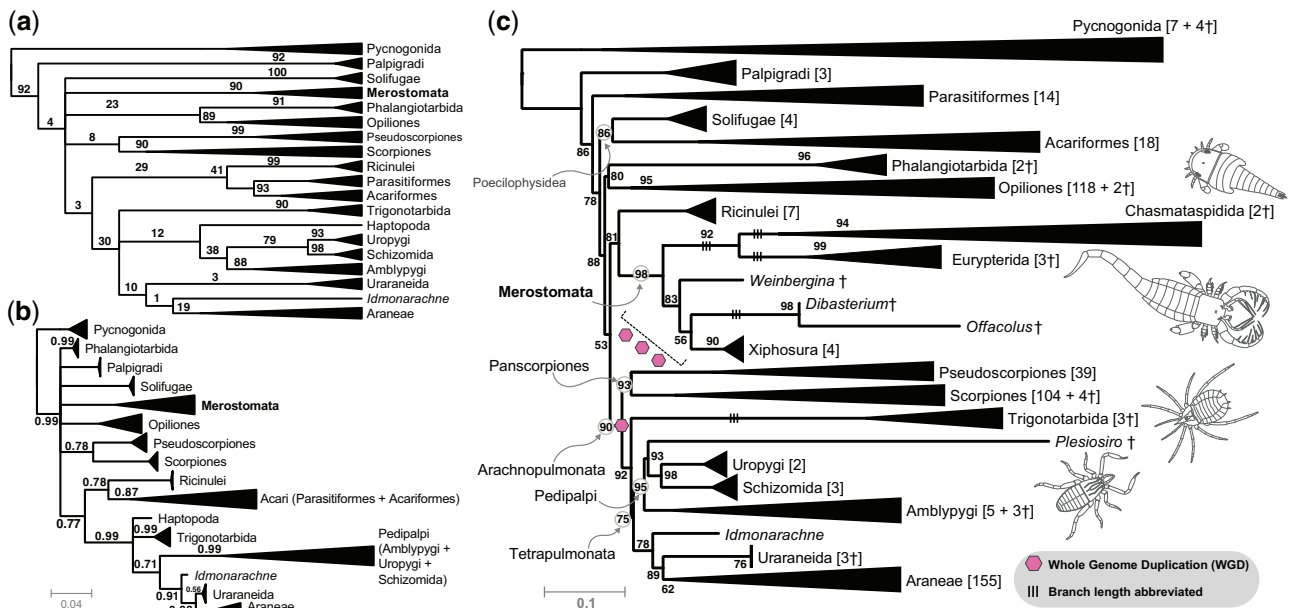 (a)
Pycnogonida
92
Palpigradi
100
Solifugae
92
90
Merostomata
23
91
Phalangiotarbida
4
89
Opiliones
99
Pseudoscorpiones
8
90
Scorpiones
29
99
Ricinulei
41
Parasitiformes
93
Acariformes
3
90
Trigonotarbida
12
Haptopoda
93
Uropygi
79
30
38
98
Schizomida
88
Amblypygi
3
Uraraneida
10
1
Idmonarachne
19
Araneae
(b)
Pycnogonida
0.99
Phalangiotarbida
Palpigradi
Solifugae
Merostomata
0.99
Opiliones
Pseudoscorpiones
0.78
Scorpiones
0.78
Ricinulei
0.87
Acari (Parasitiformes + Acariformes)
0.77
Haptopoda
0.99
0.99
Trigonotarbida
0.99
Pedipalpi
(Amblypygi +
Uropygi +
Schizomida)
0.71
Idmonarachne
0.91
0.56
Uraraneida
Araneae
0.04
(c)
Pycnogonida [7 + 4†]
Palpigradi [3]
Parasitiformes [14]
Solifugae [4]
86
Acariformes [18]
86
96
Phalangiotarbida [2†]
Poecilophysidea
80
95
Opiliones [118 + 2†]
78
Ricinulei [7]
Chasmataspidida [2†]
81
92
94
99
Eurypterida [3†]
88
98
Merostomata
Weinbergina †
83
98
Dibasterium†
Offacolus†
56
90
Xiphosura [4]
53
Panscorpiones
93
Pseudoscorpiones [39]
Scorpiones [104 + 4†]
90
Trigonotarbida [3†]
Arachnopulmonata
92
Plesiosiro †
93
Uropygi [2]
98
Pedipalpi
95
Schizomida [3]
Amblypygi [5 + 3†]
75
Tetrapulmonata
Idmonarachne
78
76
Uraraneida [3†]
89
62
Araneae [155]
0.1
Whole Genome Duplication (WGD)
Branch length abbreviated